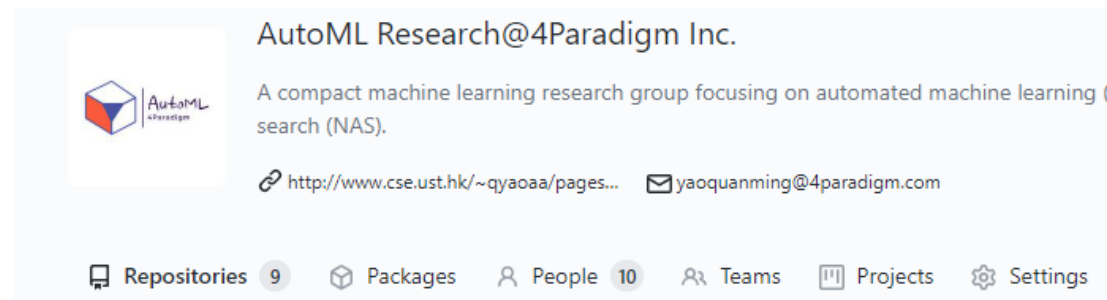 AutoML Research@4Paradigm Inc.
AutoML
4Paradigm
A compact machine learning research group focusing on automated machine learning (
search (NAS).
http://www.cse.ust.hk/~qyaoaa/pages... yaoquanming@4paradigm.com
Repositories 9 Packages People 10 Teams Projects Settings